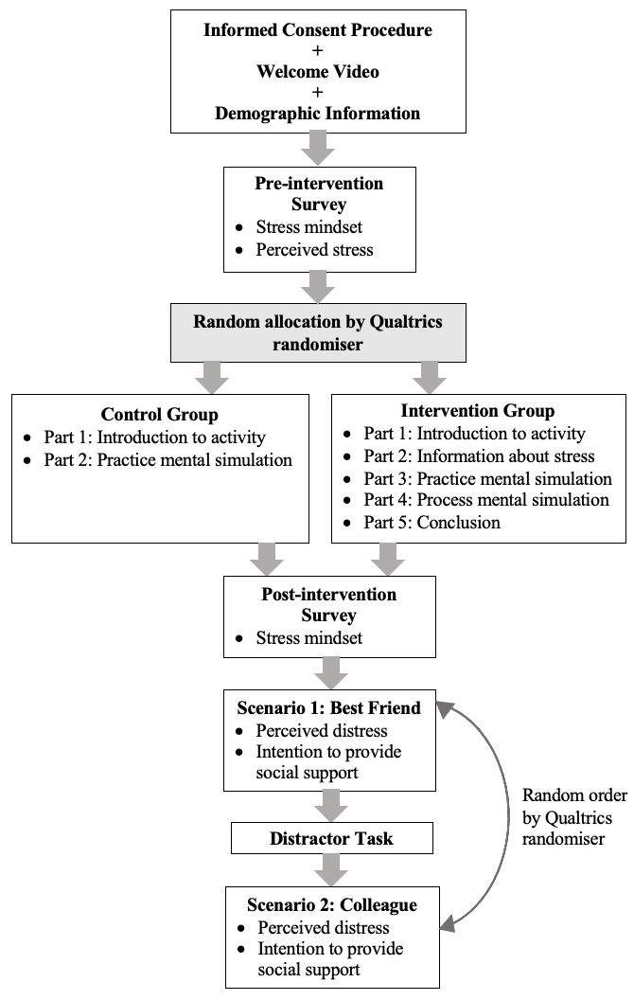 Informed Consent Procedure
+
Welcome Video
+
Demographic Information
Pre-intervention
Survey
• Stress mindset
• Perceived stress
Random allocation by Qualtrics
randomiser
Control Group
• Part 1: Introduction to activity
• Part 2: Practice mental simulation
Intervention Group
• Part 1: Introduction to activity
• Part 2: Information about stress
• Part 3: Practice mental simulation
• Part 4: Process mental simulation
• Part 5: Conclusion
Post-intervention
Survey
• Stress mindset
Scenario 1: Best Friend
• Perceived distress
• Intention to provide
social support
Random order
by Qualtrics
randomiser
Distractor Task
Scenario 2: Colleague
• Perceived distress
• Intention to provide
social support